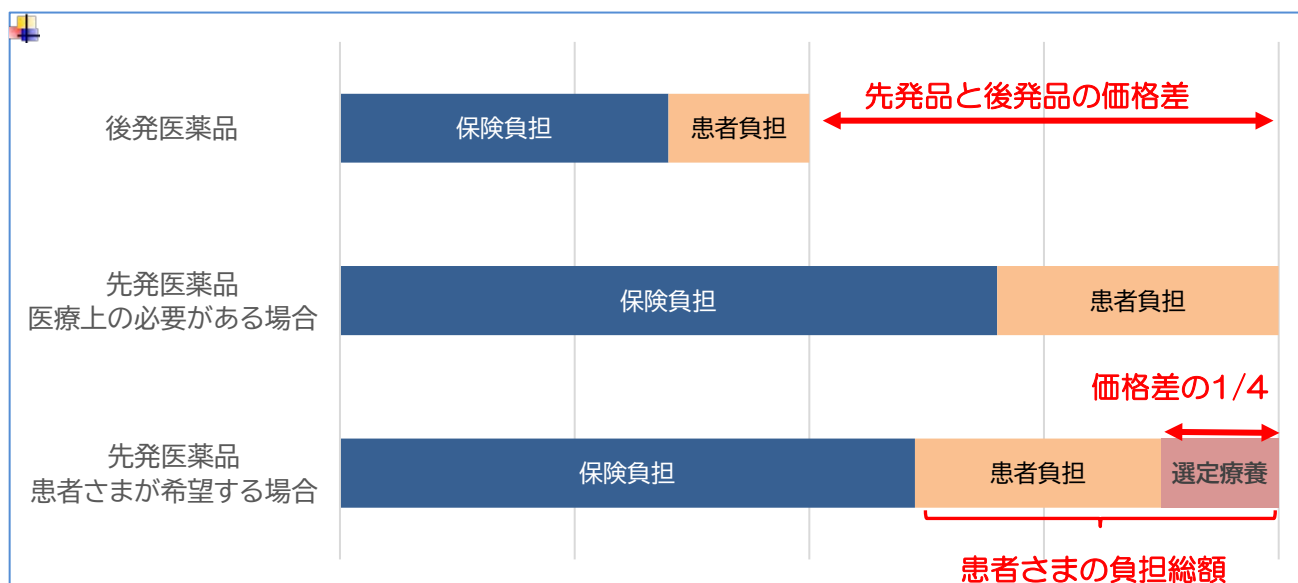 後発医薬品
保険負担
患者負担
先発品と後発品の価格差
先発医薬品
医療上の必要がある場合
保険負担
患者負担
価格差の1/4
先発医薬品
患者さまが希望する場合
保険負担
患者負担
選定療養
患者さまの負担総額